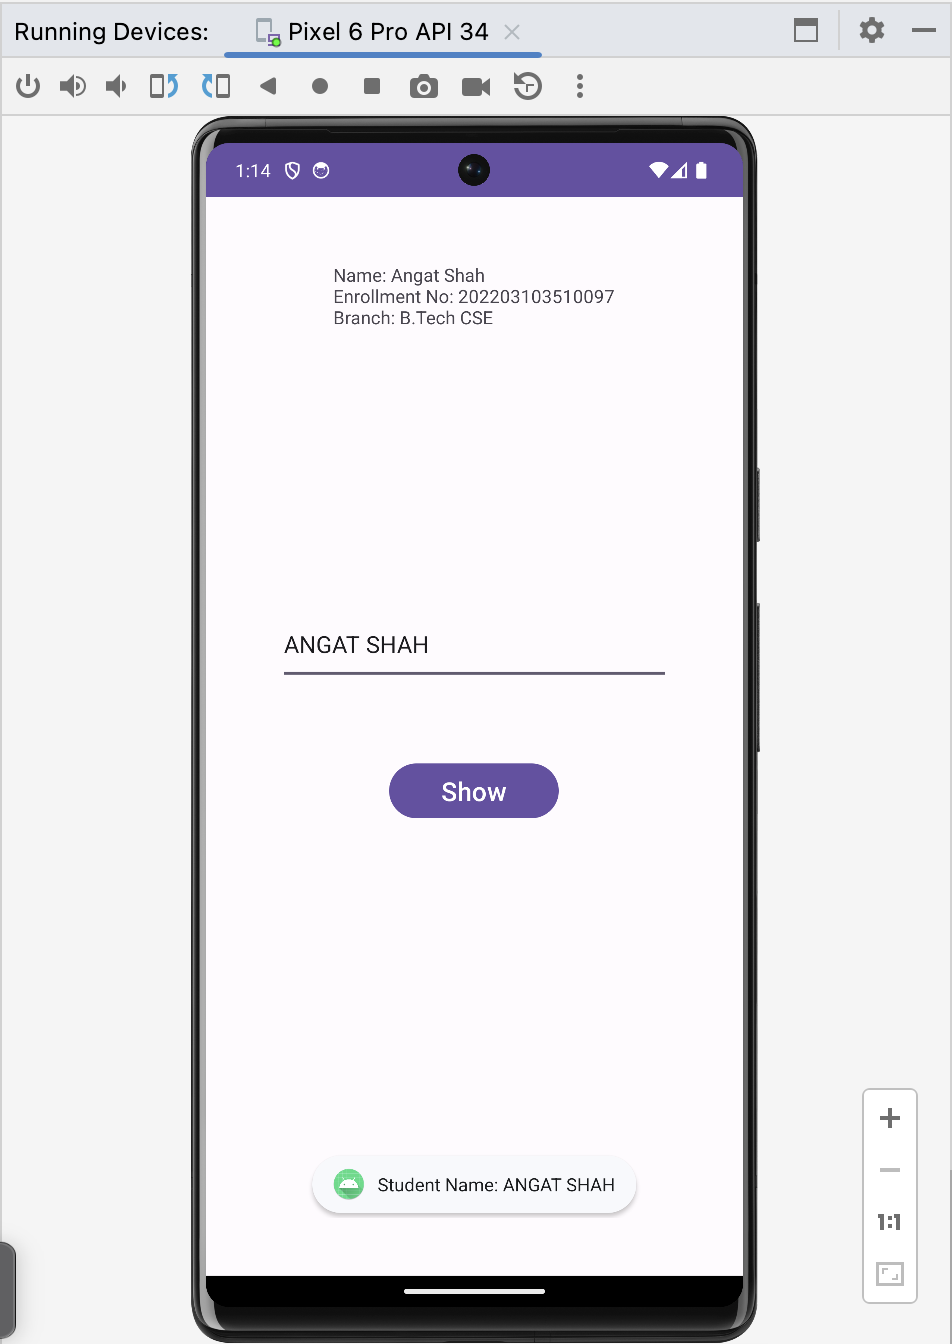 Running Devices:
Pixel 6 Pro API 34
1:14
Name: Angat Shah
Enrollment No: 202203103510097
Branch: B.Tech CSE
ANGAT SHAH
Show
Student Name: ANGAT SHAH
1:1